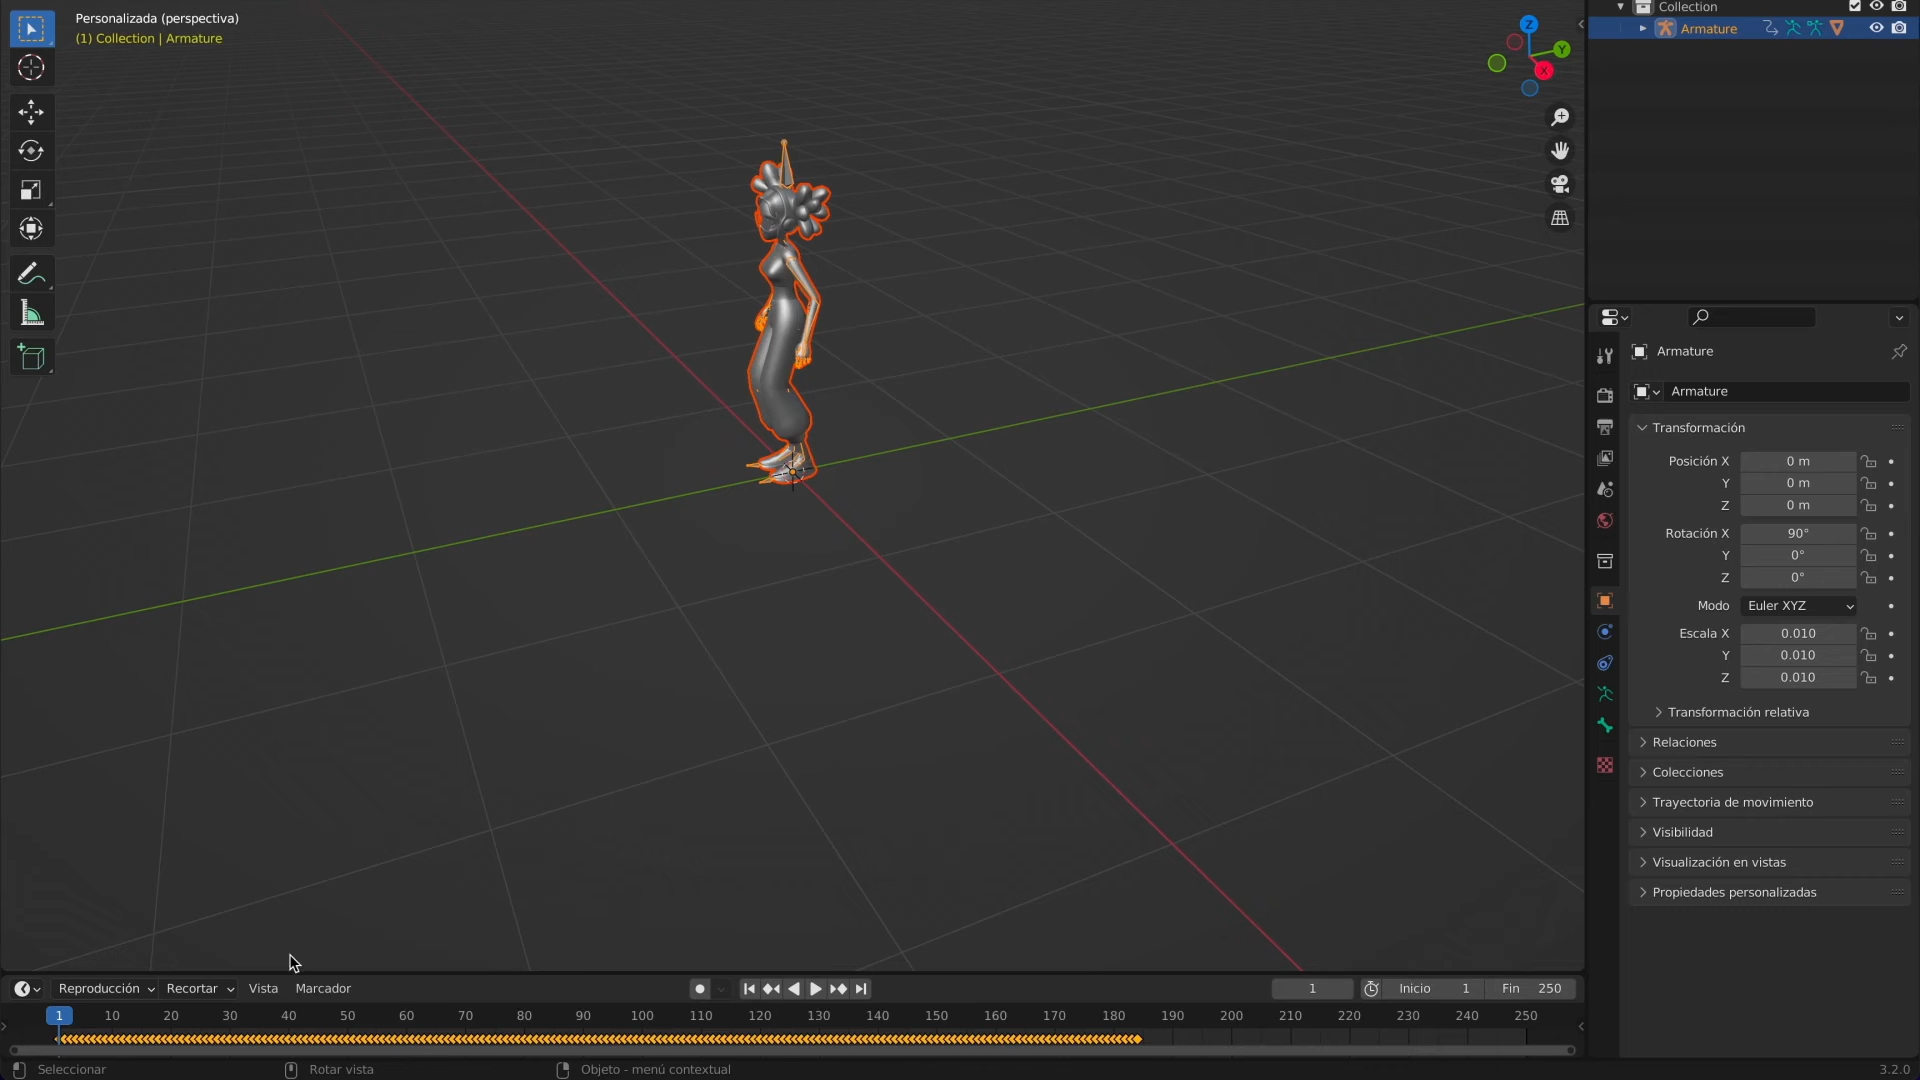 Personalizada (perspectiva)
(1) Collection | Armature
Z
Y
X
Collection
Armature
Armature
Armature
Transformación
Posición X 0 m
Y 0 m
Z 0 m
Rotación X 90°
Y 0°
Z 0°
Modo Euler XYZ
Escala X 0.010
Y 0.010
Z 0.010
Transformación relativa
Relaciones
Colecciones
Trayectoria de movimiento
Visibilidad
Visualización en vistas
Propiedades personalizadas
Reproducción Recortar Vista Marcador 1 Inicio 1 Fin 250
1 10 20 30 40 50 60 70 80 90 100 110 120 130 140 150 160 170 180 190 200 210 220 230 240 250
Seleccionar Rotar vista Objeto - menú contextual 3.2.0